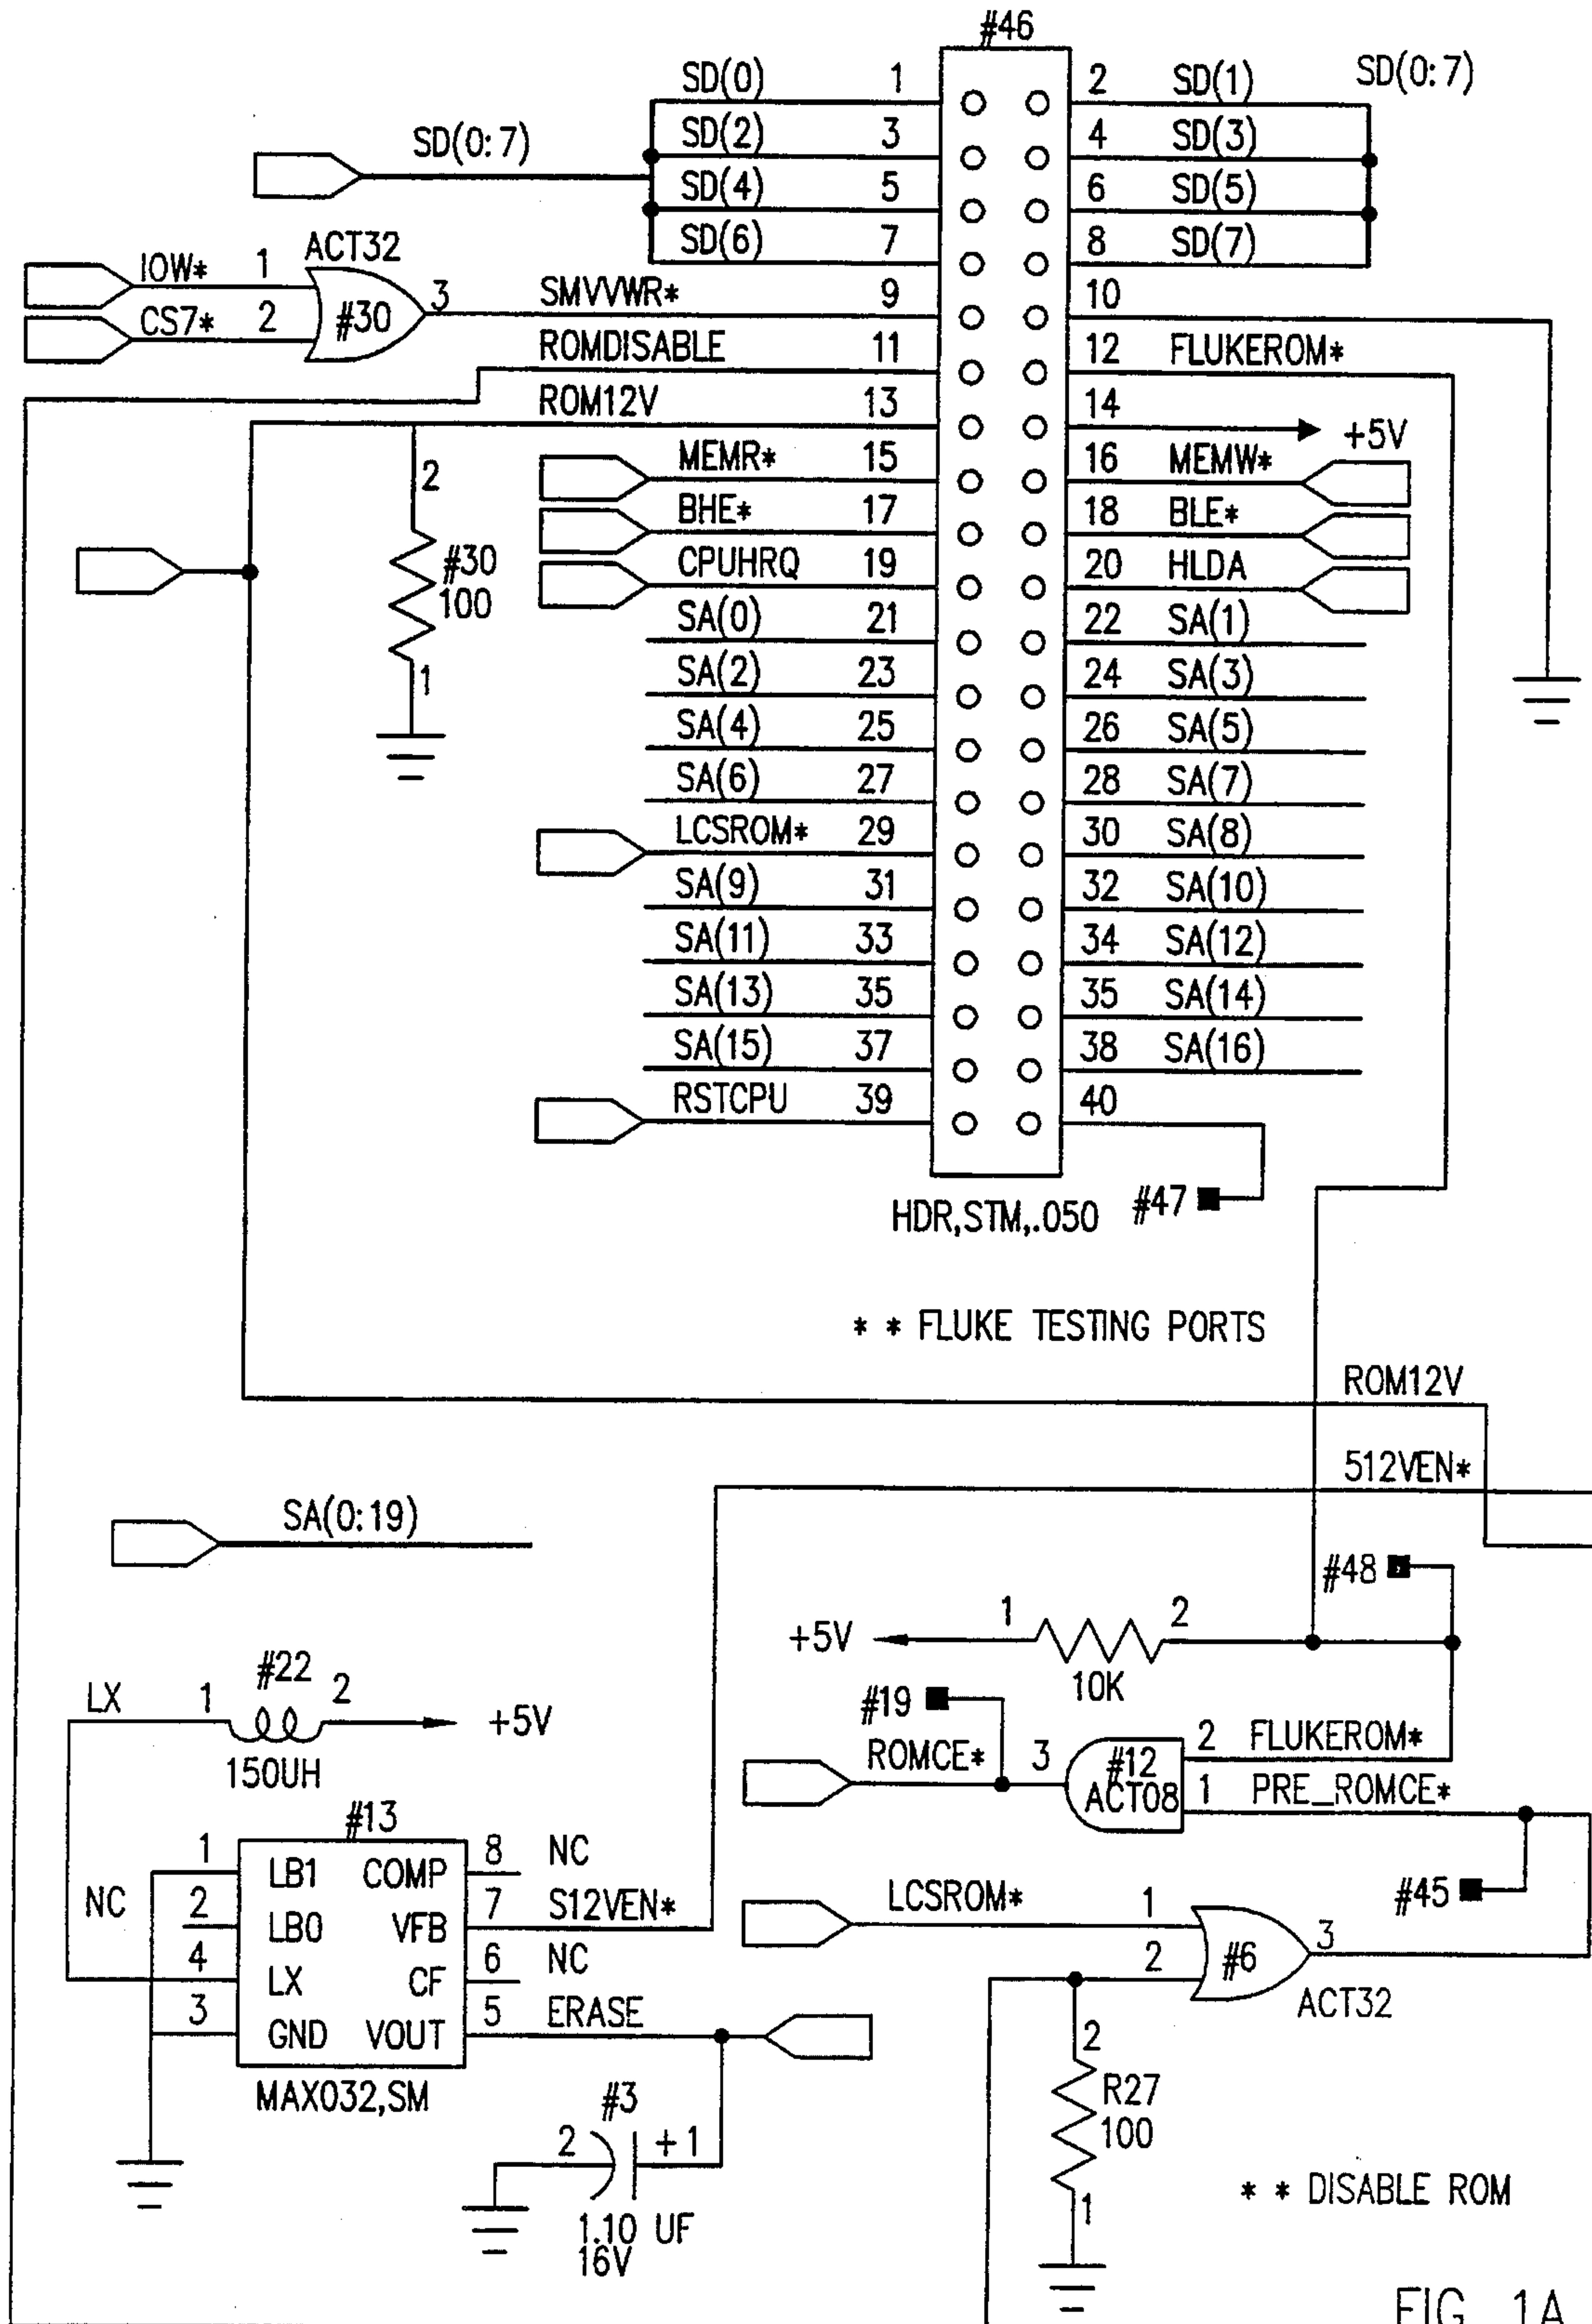 #46
SD(0) 1 2 SD(1) SD(0:7)
SD(0:7) SD(2) 3 4 SD(3)
SD(4) 5 6 SD(5)
SD(6) 7 8 SD(7)
IOW* 1 ACT32
CS7* 2 #30 3 SMVVWR* 9 10
ROMDISABLE 11 12 FLUKEROM*
ROM12V 13 14 +5V
MEMR* 15 16 MEMW*
2 BHE* 17 18 BLE*
#30 CPUHRQ 19 20 HLDA
100
SA(0) 21 22 SA(1)
1 SA(2) 23 24 SA(3)
SA(4) 25 26 SA(5)
SA(6) 27 28 SA(7)
LCSROM* 29 30 SA(8)
SA(9) 31 32 SA(10)
SA(11) 33 34 SA(12)
SA(13) 35 35 SA(14)
SA(15) 37 38 SA(16)
RSTCPU 39 40
HDR,STM,.050 #47
* * FLUKE TESTING PORTS
ROM12V
512VEN*
SA(0:19)
#48
+5V 1 2
10K
#22
LX 1 2 +5V
150UH
#19
ROMCE* 3 #12 2 FLUKEROM*
ACT08 1 PRE_ROMCE*
#13
1 LB1 COMP 8 NC
NC 2 LB0 VFB 7 S12VEN*
4 LX CF 6 NC
3 GND VOUT 5 ERASE
MAX032,SM
#45
LCSROM* 1
2 #6 3
ACT32
#3
2 +1
1.10 UF
16V
2
R27
100
1
* * DISABLE ROM
FIG. 1A